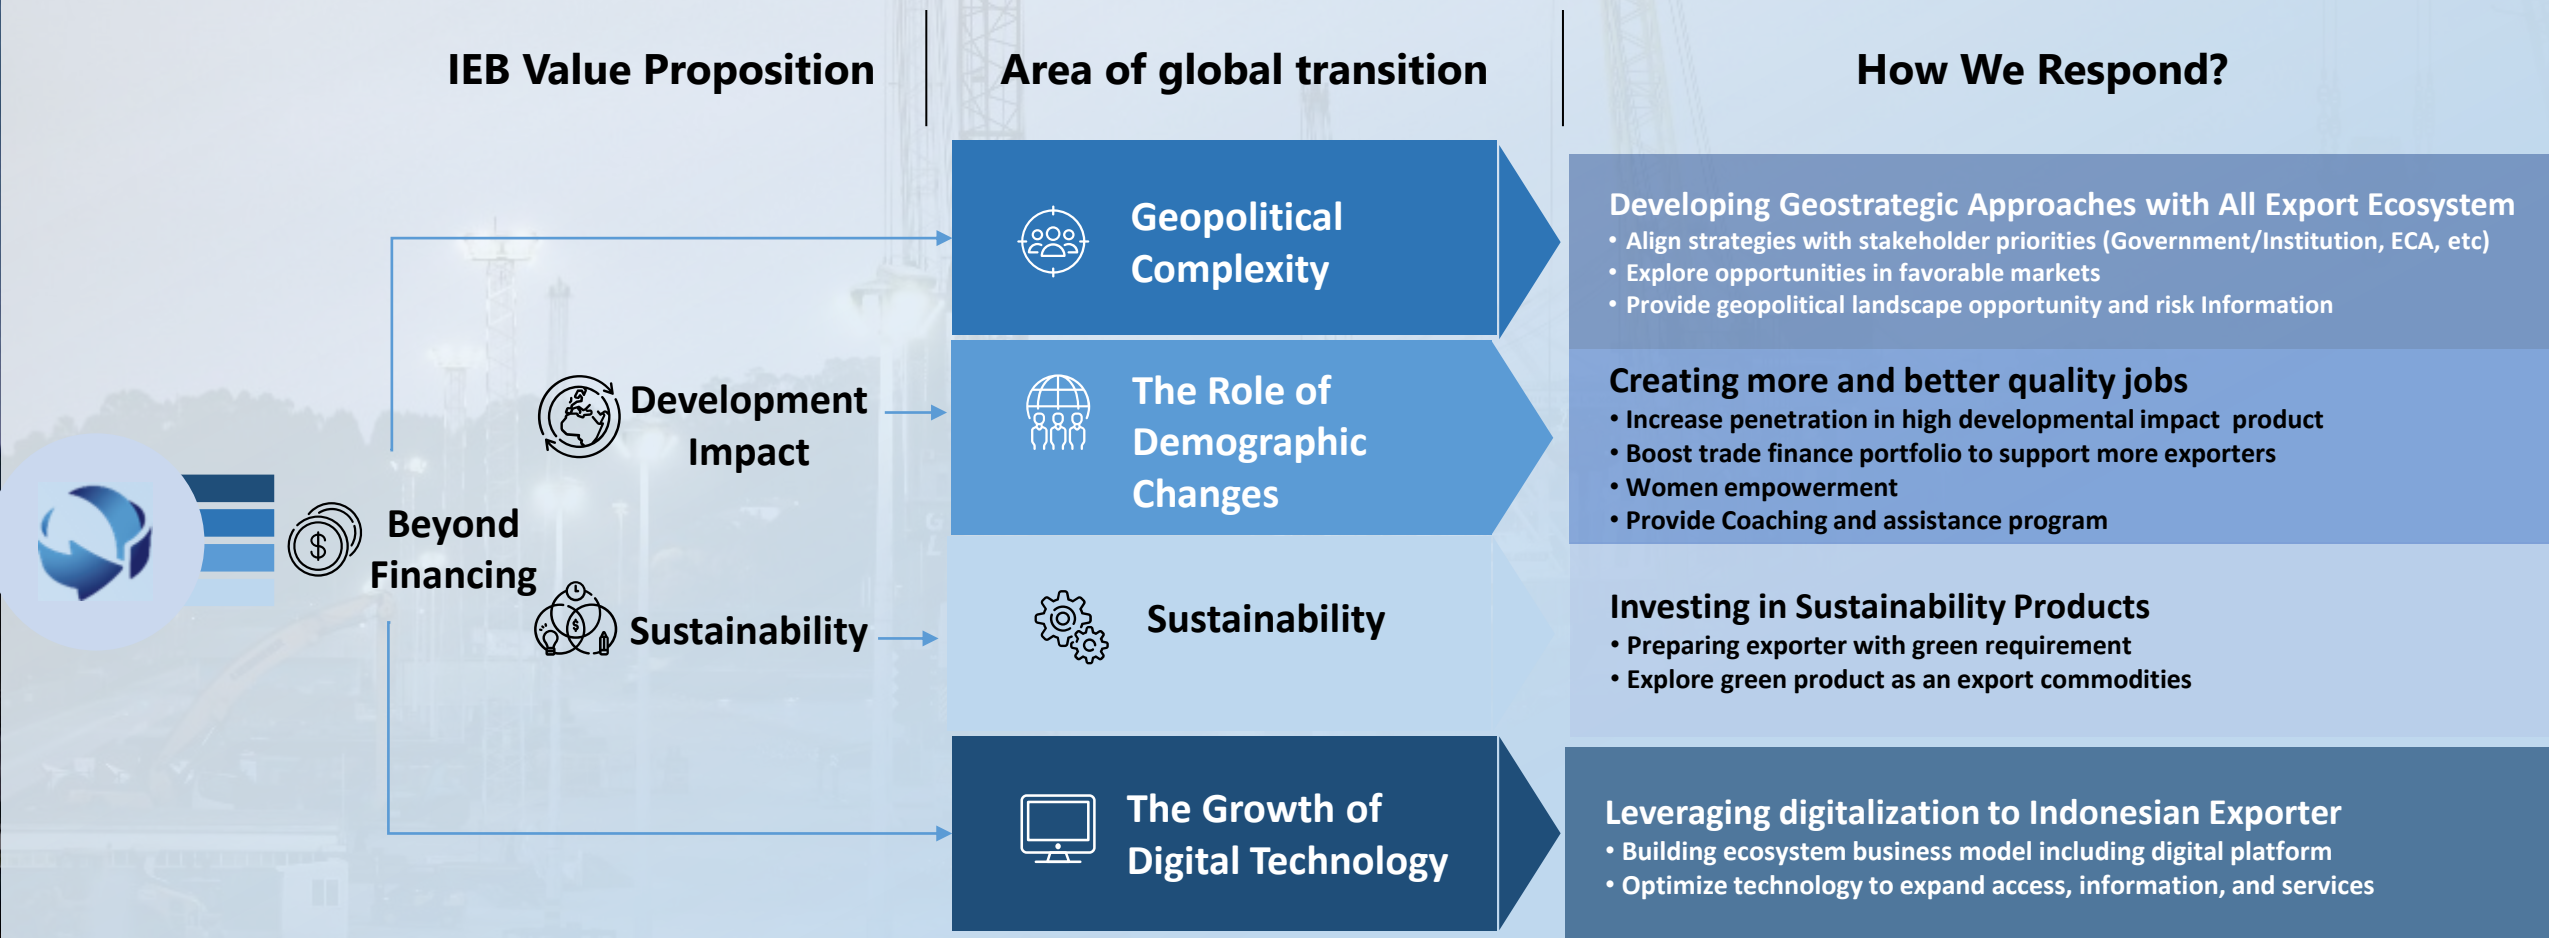 IEB Value Proposition
Area of global transition
How We Respond?
Beyond
Financing
Development
Impact
Sustainability
Geopolitical
Complexity
Developing Geostrategic Approaches with All Export Ecosystem
• Align strategies with stakeholder priorities (Government/Institution, ECA, etc)
• Explore opportunities in favorable markets
• Provide geopolitical landscape opportunity and risk Information
The Role of
Demographic
Changes
Creating more and better quality jobs
• Increase penetration in high developmental impact  product
• Boost trade finance portfolio to support more exporters
• Women empowerment
• Provide Coaching and assistance program
Sustainability
Investing in Sustainability Products
• Preparing exporter with green requirement
• Explore green product as an export commodities
The Growth of
Digital Technology
Leveraging digitalization to Indonesian Exporter
• Building ecosystem business model including digital platform
• Optimize technology to expand access, information, and services